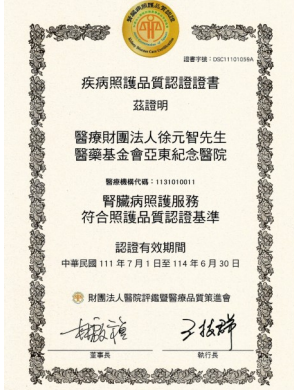 證書字號：DSC11101039A
疾病照護品質認證證書
茲證明
醫療財團法人徐元智先生
醫藥基金會亞東紀念醫院
醫療機構代碼：1131010011
腎臟病照護服務
符合照護品質認證基準
認證有效期間
中華民國 111 年 7 月 1 日至 114 年 6 月 30 日
財團法人醫院評鑑暨醫療品質策進會
董事長
執行長